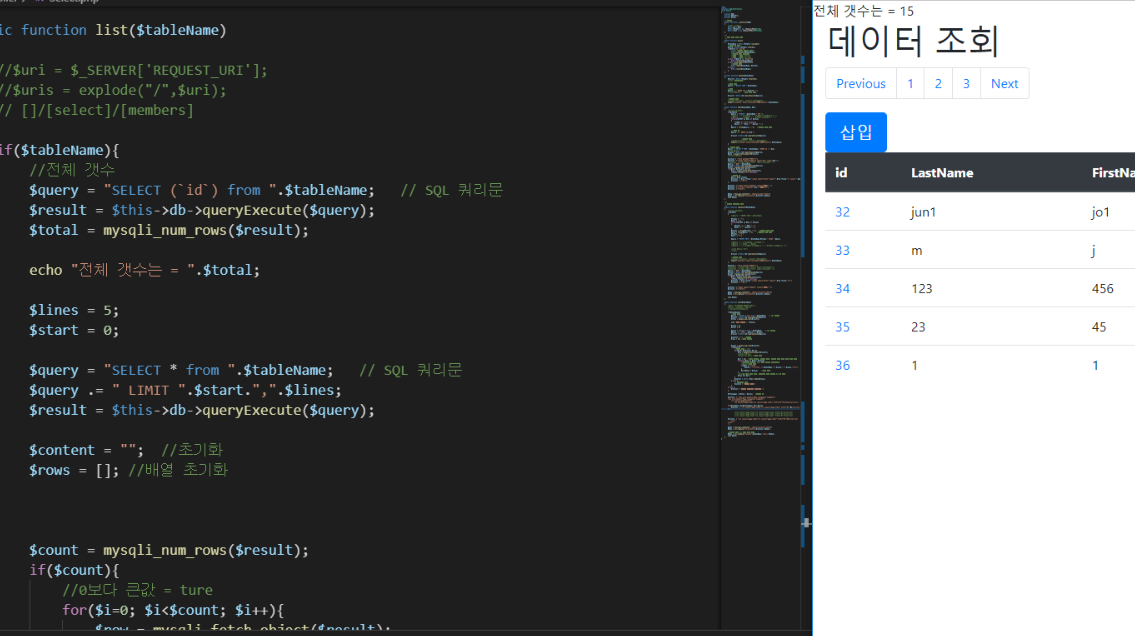 ic function list($tableName)
//$uri = $_SERVER['REQUEST_URI'];
//$uris = explode("/",$uri);
// []/[select]/[members]
if($tableName){
//전체 갯수
$query = "SELECT (`id`) from ".$tableName;   // SQL 쿼리문
$result = $this->db->queryExecute($query);
$total = mysqli_num_rows($result);
echo "전체 갯수는 = ".$total;
$lines = 5;
$start = 0;
$query = "SELECT * from ".$tableName;   // SQL 쿼리문
$query .= " LIMIT ".$start.",".$lines;
$result = $this->db->queryExecute($query);
$content = "";  //초기화
$rows = []; //배열 초기화
$count = mysqli_num_rows($result);
if($count){
//0보다 큰값 = ture
for($i=0; $i<$count; $i++){
$row = mysqli_fetch_object($result);
전체 갯수는 = 15
데이터 조회
Previous 1 2 3 Next
삽입
id LastName FirstNa
32 jun1 jo1
33 m j
34 123 456
35 23 45
36 1 1